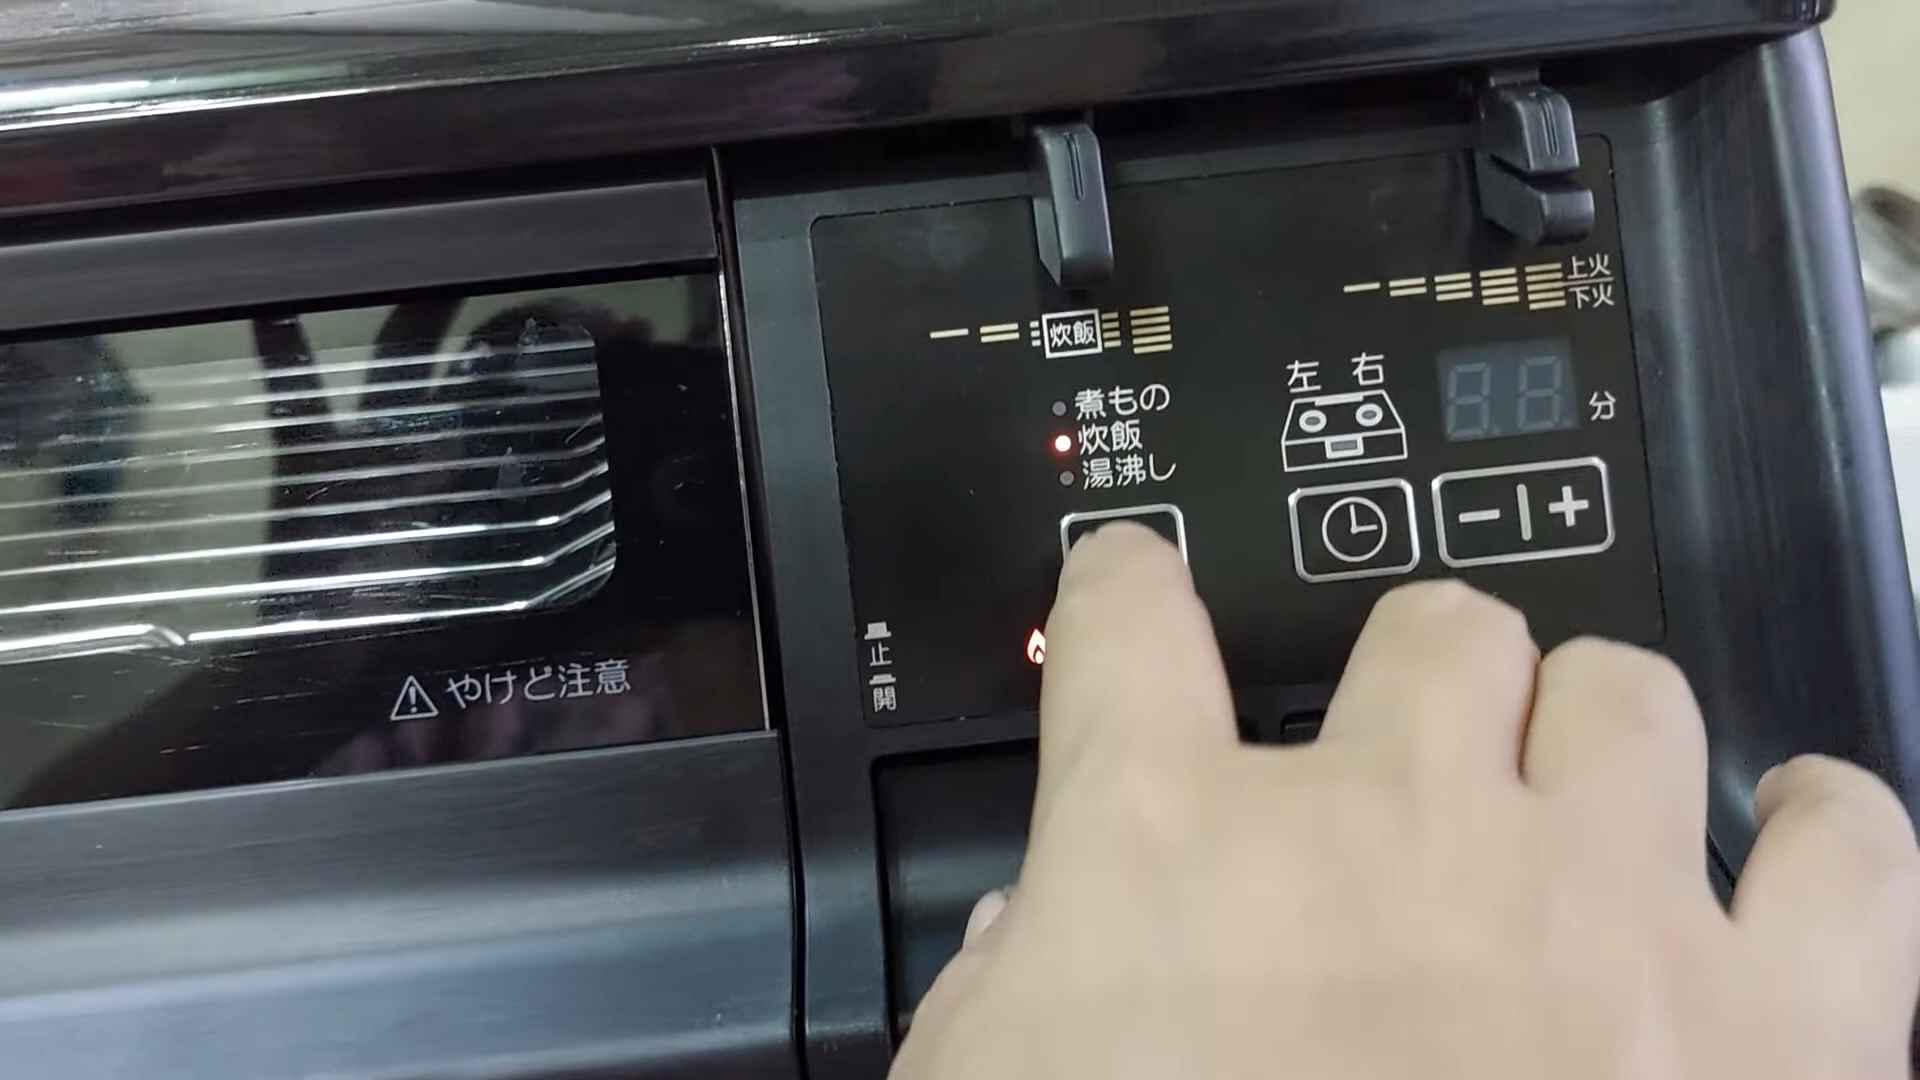 上火
下火
炊飯
左 右
分
煮もの
炊飯
湯沸し
- +
止
開
やけど注意